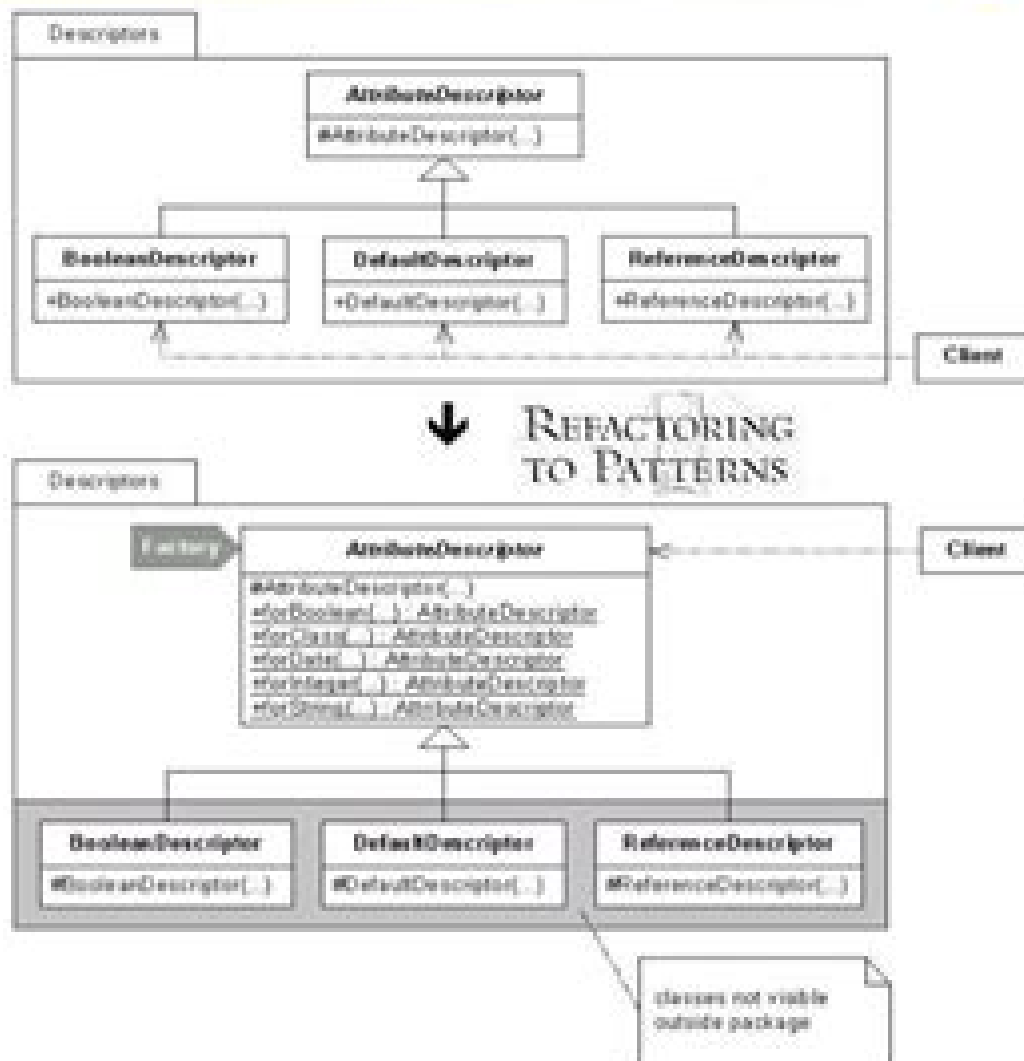 Descriptors
AttributeDescriptor
#AttributeDescriptor(...)
BooleanDescriptor
+BooleanDescriptor(...)
DefaultDescriptor
+DefaultDescriptor(...)
ReferenceDescriptor
+ReferenceDescriptor(...)
Client
REFACTORING
TO PATTERNS
Descriptors
Factory
AttributeDescriptor
#AttributeDescriptor(...)
+forBoolean(...) : AttributeDescriptor
+forClass(...) : AttributeDescriptor
+forDate(...) : AttributeDescriptor
+forInteger(...) : AttributeDescriptor
+forString(...) : AttributeDescriptor
Client
BooleanDescriptor
#BooleanDescriptor(...)
DefaultDescriptor
#DefaultDescriptor(...)
ReferenceDescriptor
#ReferenceDescriptor(...)
classes not visible
outside package